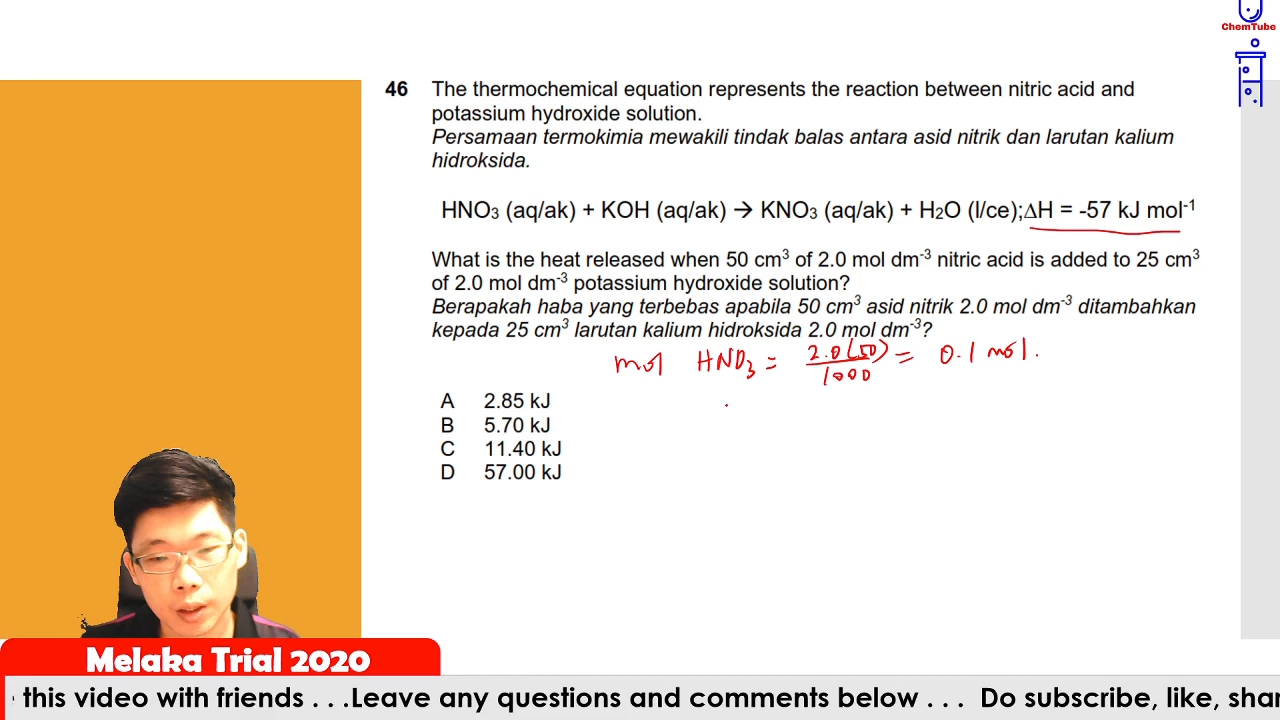 ChemTube
46 The thermochemical equation represents the reaction between nitric acid and
potassium hydroxide solution.
Persamaan termokimia mewakili tindak balas antara asid nitrik dan larutan kalium
hidroksida.
HNO₃ (aq/ak) + KOH (aq/ak) → KNO₃ (aq/ak) + H₂O (l/ce);ΔH = -57 kJ mol⁻¹
What is the heat released when 50 cm³ of 2.0 mol dm⁻³ nitric acid is added to 25 cm³
of 2.0 mol dm⁻³ potassium hydroxide solution?
Berapakah haba yang terbebas apabila 50 cm³ asid nitrik 2.0 mol dm⁻³ ditambahkan
kepada 25 cm³ larutan kalium hidroksida 2.0 mol dm⁻³?
mol HNO₃ = 2.0(50)/1000 = 0.1 mol.
A 2.85 kJ
B 5.70 kJ
C 11.40 kJ
D 57.00 kJ
Melaka Trial 2020
this video with friends . . .Leave any questions and comments below . . . Do subscribe, like, shar